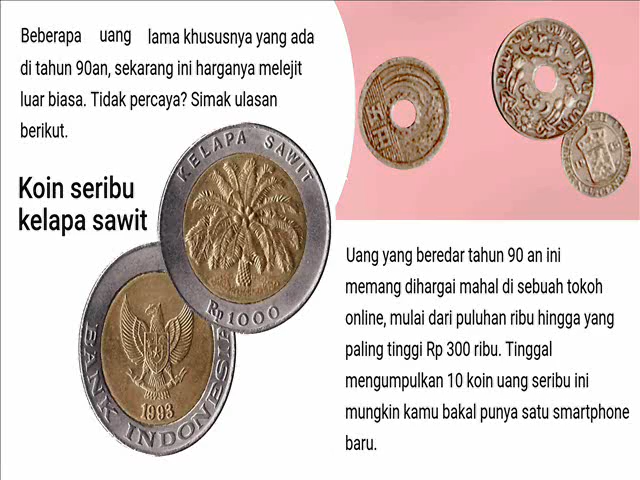 Beberapa uang lama khususnya yang ada
di tahun 90an, sekarang ini harganya melejit
luar biasa. Tidak percaya? Simak ulasan
berikut.
Koin seribu
kelapa sawit
KELAPA SAWIT
Rp 1000
1993
BANK INDONESIA
Uang yang beredar tahun 90 an ini
memang dihargai mahal di sebuah tokoh
online, mulai dari puluhan ribu hingga yang
paling tinggi Rp 300 ribu. Tinggal
mengumpulkan 10 koin uang seribu ini
mungkin kamu bakal punya satu smartphone
baru.